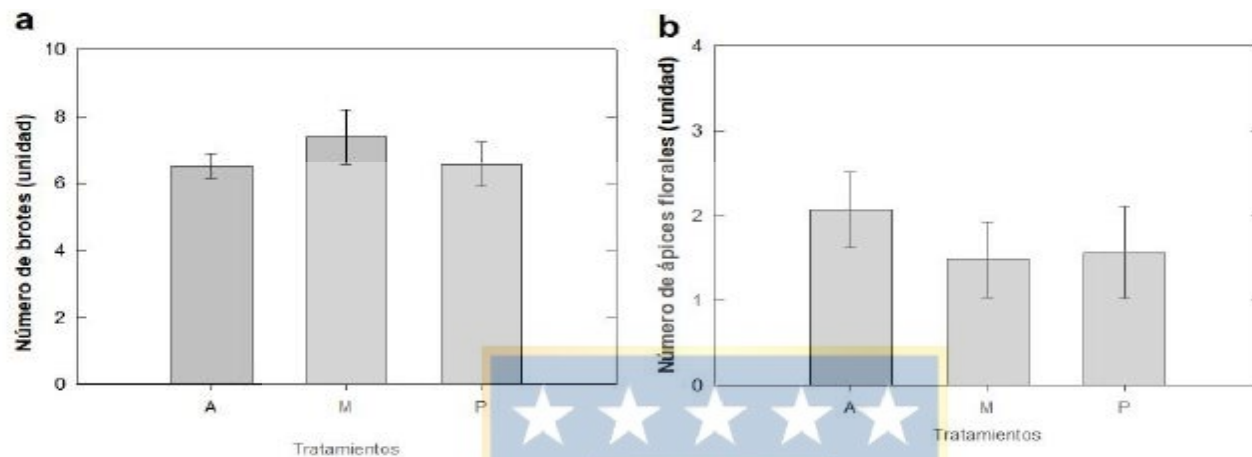 a
Número de brotes (unidad)
10
8
6
4
2
0
A M P
Tratamientos
b
Número de ápices florales (unidad)
4
3
2
1
0
A M P
Tratamientos